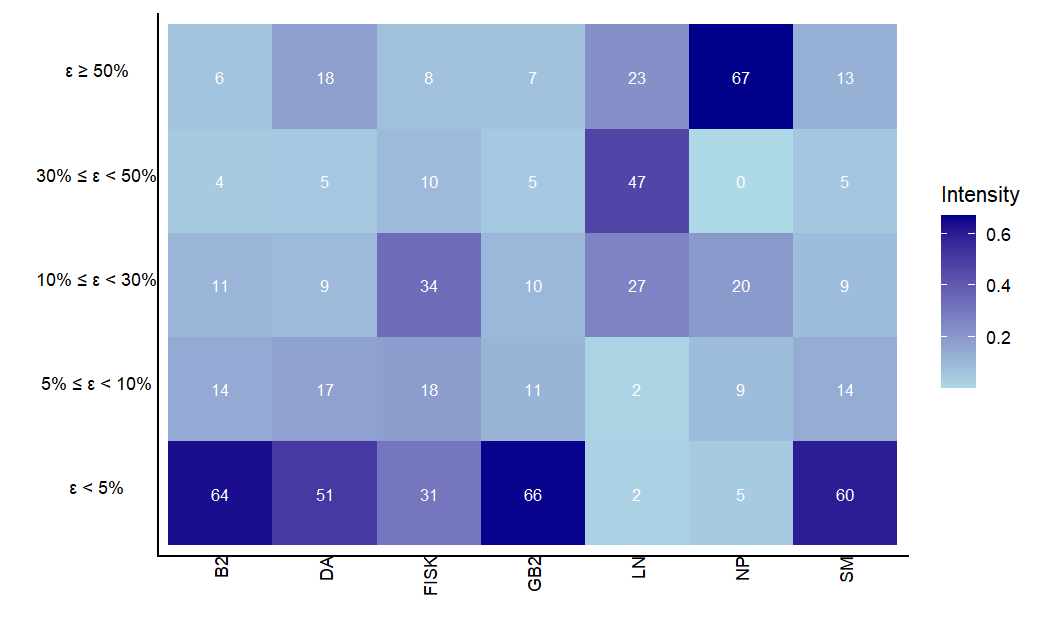 ε ≥ 50% 6 18 8 7 23 67 13
30% ≤ ε < 50% 4 5 10 5 47 0 5
10% ≤ ε < 30% 11 9 34 10 27 20 9
5% ≤ ε < 10% 14 17 18 11 2 9 14
ε < 5% 64 51 31 66 2 5 60
B2 DA FISK GB2 LN NP SM
Intensity
0.6
0.4
0.2